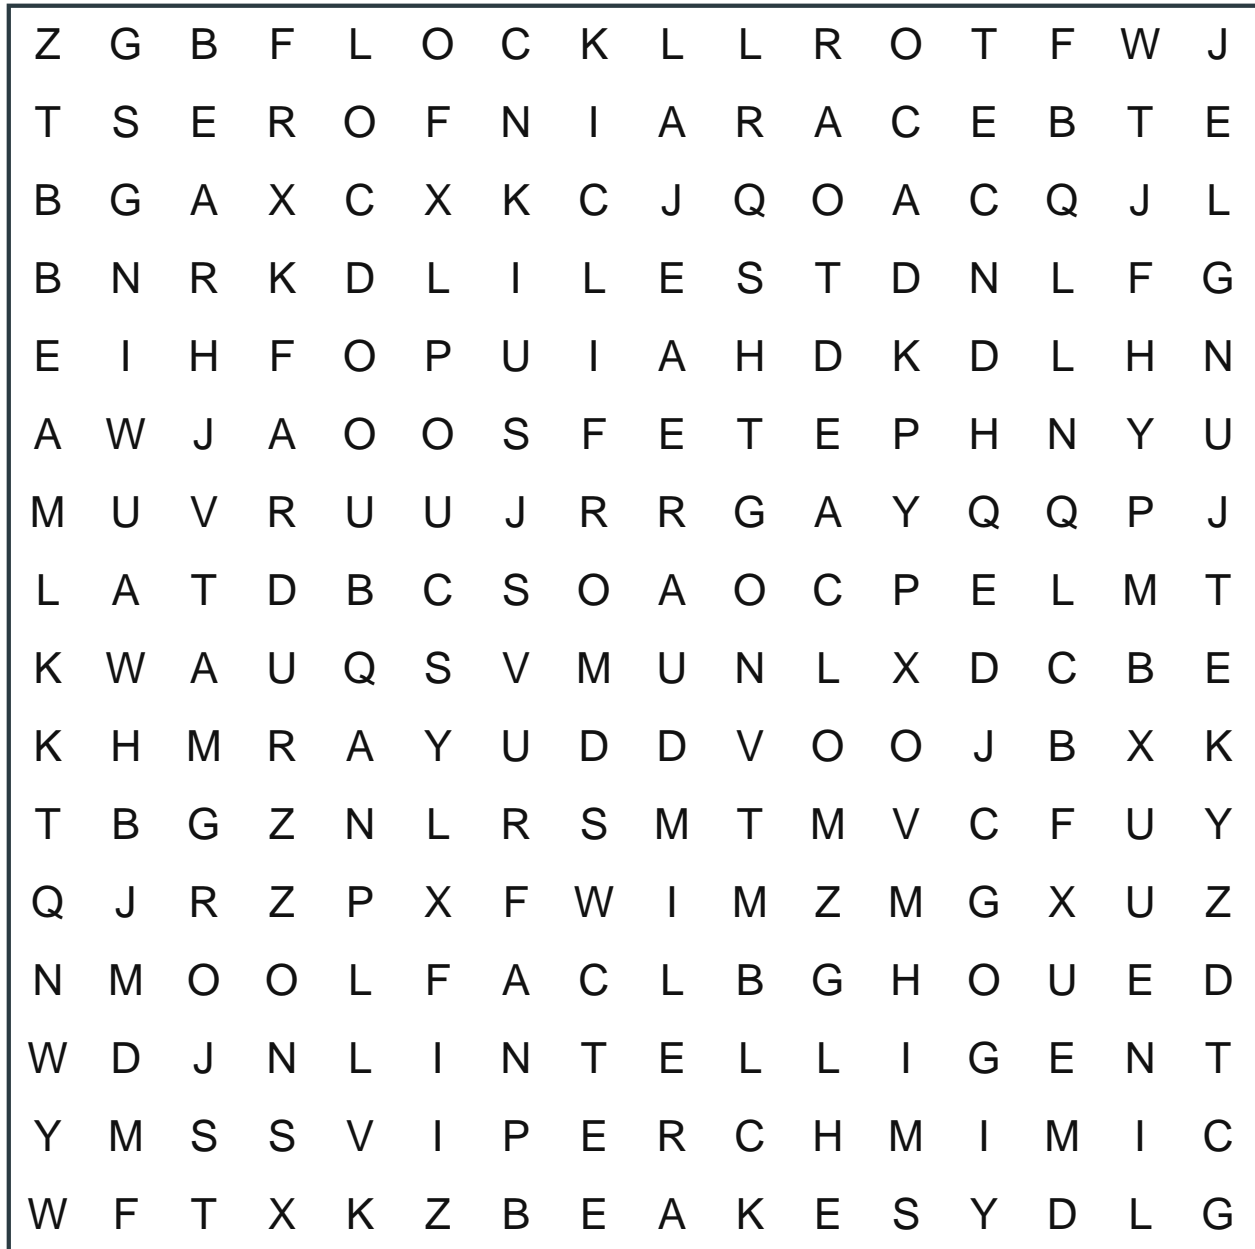 Z G B F L O C K L L R O T F W J
T S E R O F N I A R A C E B T E
B G A X C X K C J Q O A C Q J L
B N R K D L I L E S T D N L F G
E I H F O P U I A H D K D L H N
A W J A O O S F E T E P H N Y U
M U V R U U J R R G A Y Q Q P J
L A T D B C S O A O C P E L M T
K W A U Q S V M U N L X D C B E
K H M R A Y U D D V O O J B X K
T B G Z N L R S M T M V C F U Y
Q J R Z P X F W I M Z M G X U Z
N M O O L F A C L B G H O U E D
W D J N L I N T E L L I G E N T
Y M S S V I P E R C H M I M I C
W F T X K Z B E A K E S Y D L G